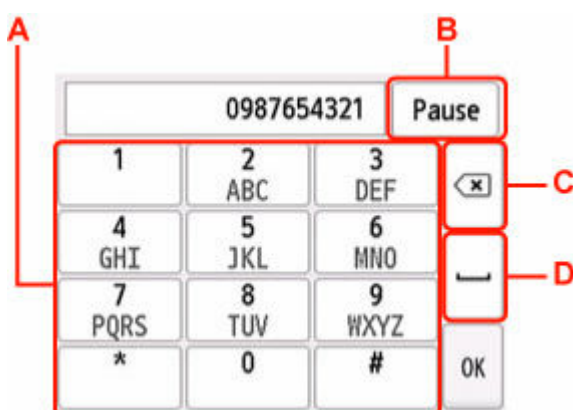 A B
0987654321 Pause
1 2 3
ABC DEF
C
4 5 6
GHI JKL MNO
D
7 8 9
PQRS TUV WXYZ
* 0 #
OK